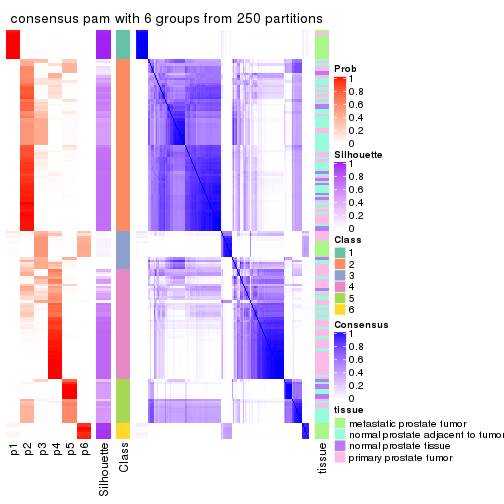 consensus pam with 6 groups from 250 partitions
Prob
1
0.8
0.6
0.4
0.2
0
Silhouette
1
0.8
0.6
0.4
0.2
0
Class
1
2
3
4
5
6
Consensus
1
0.8
0.6
0.4
0.2
0
tissue
metastatic prostate tumor
normal prostate adjacent to tumor
normal prostate tissue
primary prostate tumor
p1
p2
p3
p4
p5
p6
Silhouette
Class
tissue